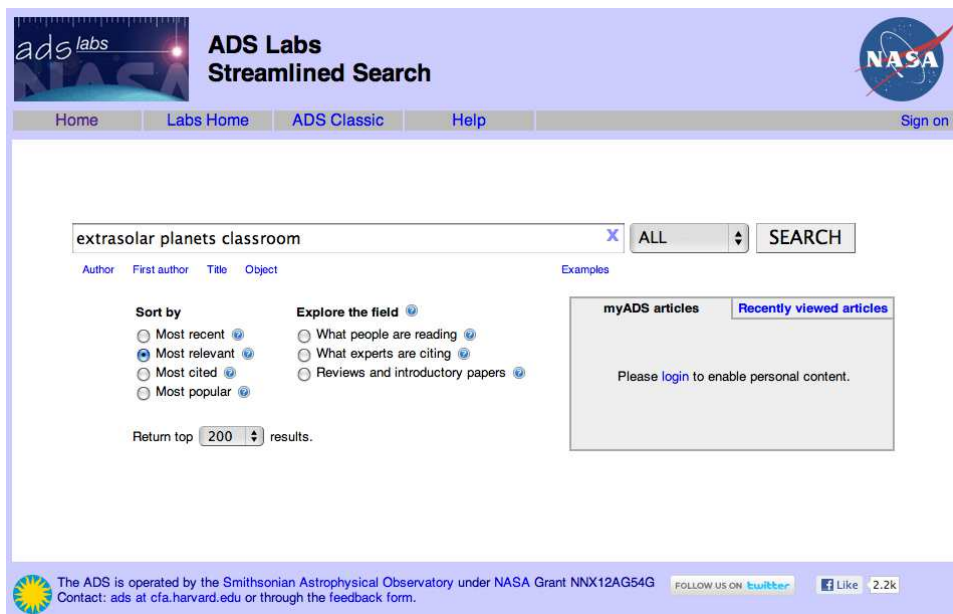 ads labs
NASA
ADS Labs
Streamlined Search
NASA
Home Labs Home ADS Classic Help Sign on
extrasolar planets classroom X ALL SEARCH
Author First author Title Object Examples
Sort by
Most recent ?
Most relevant ?
Most cited ?
Most popular ?
Explore the field ?
What people are reading ?
What experts are citing ?
Reviews and introductory papers ?
Return top 200 results.
myADS articles Recently viewed articles
Please login to enable personal content.
The ADS is operated by the Smithsonian Astrophysical Observatory under NASA Grant NNX12AG54G
Contact: ads at cfa.harvard.edu or through the feedback form.
FOLLOW US ON twitter
f Like 2.2k